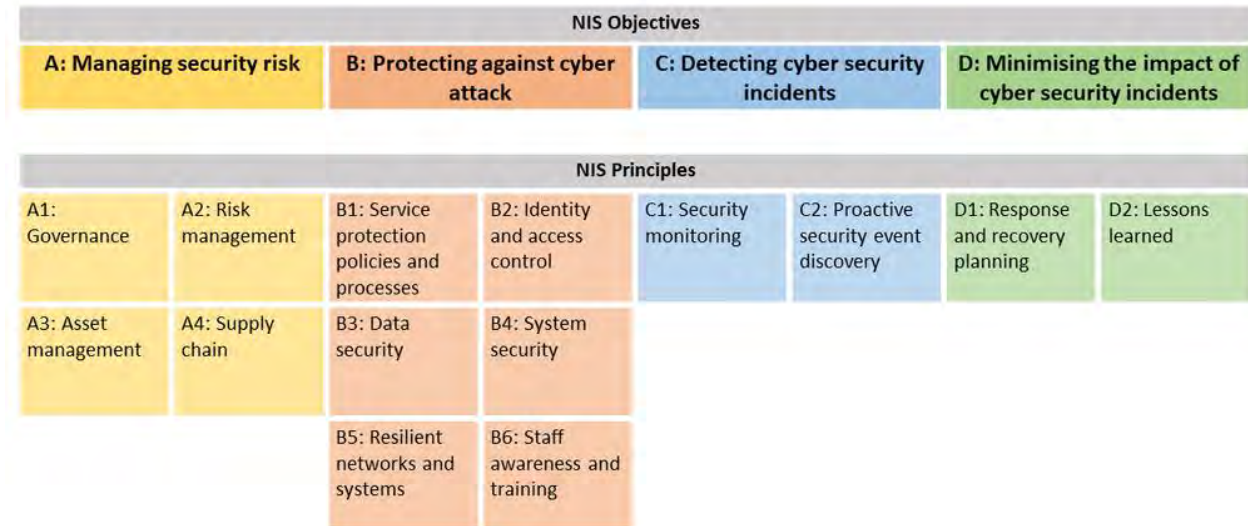 NIS Objectives
A: Managing security risk
B: Protecting against cyber
attack
C: Detecting cyber security
incidents
D: Minimising the impact of
cyber security incidents
NIS Principles
A1:
Governance
A2: Risk
management
B1: Service
protection
policies and
processes
B2: Identity
and access
control
C1: Security
monitoring
C2: Proactive
security event
discovery
D1: Response
and recovery
planning
D2: Lessons
learned
A3: Asset
management
A4: Supply
chain
B3: Data
security
B4: System
security
B5: Resilient
networks and
systems
B6: Staff
awareness and
training